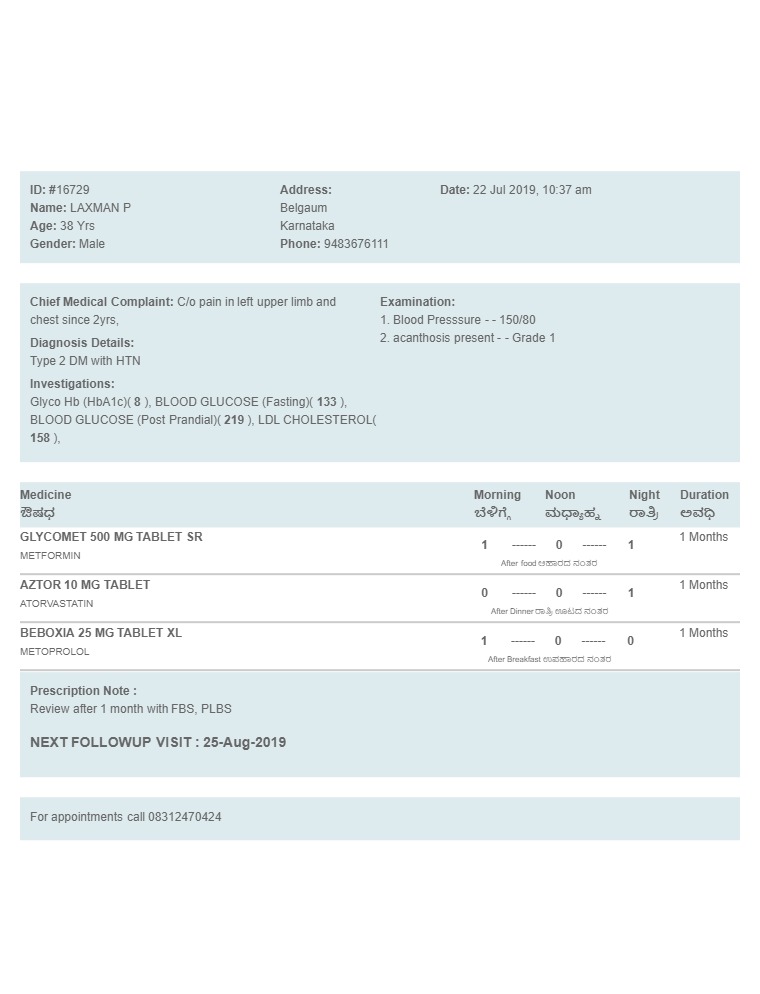 ID: #16729
Name: LAXMAN P
Age: 38 Yrs
Gender: Male
Address:
Belgaum
Karnataka
Phone: 9483676111
Date: 22 Jul 2019, 10:37 am
Chief Medical Complaint: C/o pain in left upper limb and
chest since 2yrs,
Diagnosis Details:
Type 2 DM with HTN
Investigations:
Glyco Hb (HbA1c)( 8 ), BLOOD GLUCOSE (Fasting)( 133 ),
BLOOD GLUCOSE (Post Prandial)( 219 ), LDL CHOLESTEROL(
158 ),
Examination:
1. Blood Presssure - - 150/80
2. acanthosis present - - Grade 1
Medicine Morning Noon Night Duration
ಔಷಧ ಬೆಳಿಗ್ಗೆ ಮಧ್ಯಾಹ್ನ ರಾತ್ರಿ ಅವಧಿ
GLYCOMET 500 MG TABLET SR 1 ------ 0 ------ 1 1 Months
METFORMIN
After food ಆಹಾರದ ನಂತರ
AZTOR 10 MG TABLET 0 ------ 0 ------ 1 1 Months
ATORVASTATIN
After Dinner ರಾತ್ರಿ ಊಟದ ನಂತರ
BEBOXIA 25 MG TABLET XL 1 ------ 0 ------ 0 1 Months
METOPROLOL
After Breakfast ಉಪಹಾರದ ನಂತರ
Prescription Note :
Review after 1 month with FBS, PLBS
NEXT FOLLOWUP VISIT : 25-Aug-2019
For appointments call 08312470424